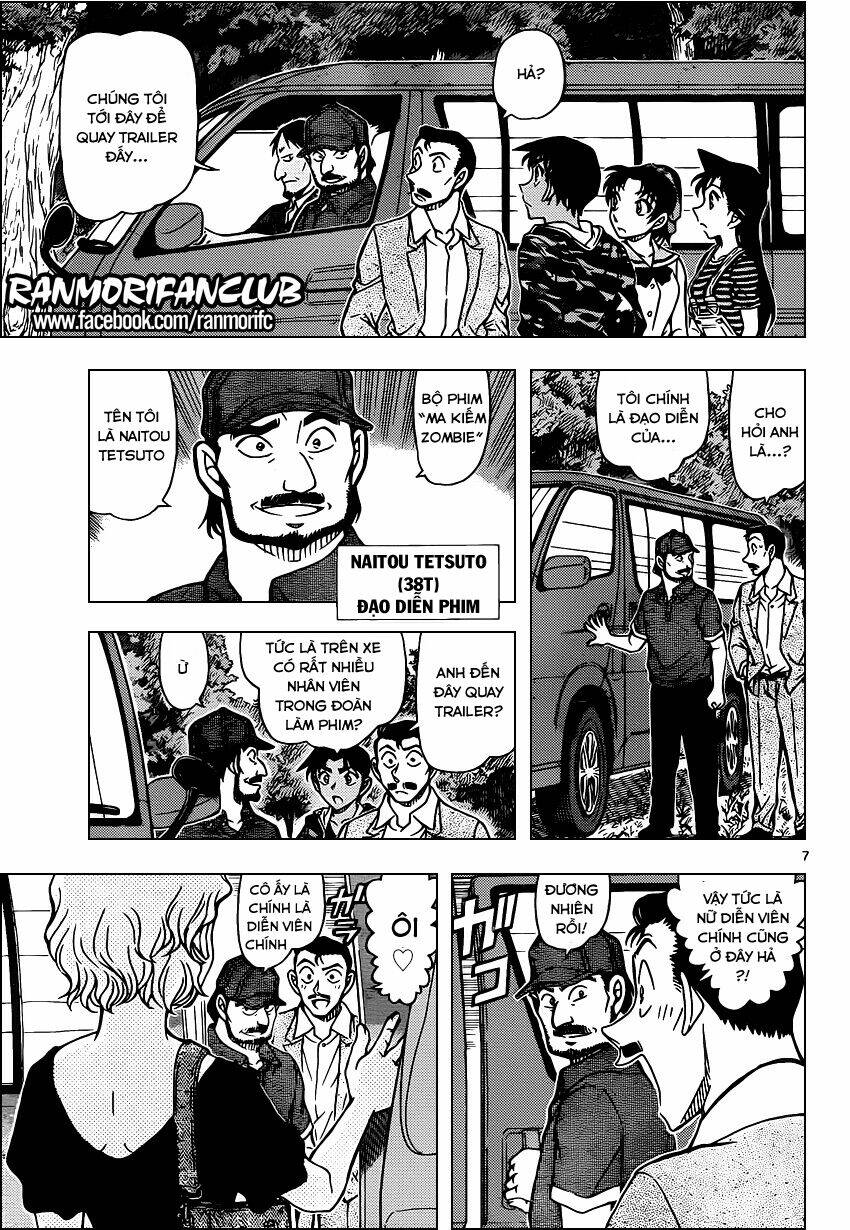 HẢ?
CHÚNG TÔI
TỚI ĐÂY ĐỂ
QUAY TRAILER
ĐẤY...
RANMORIFANCLUB
www.facebook.com/ranmorifc
CHO
HỎI ANH
LÀ...?
TÔI CHÍNH
LÀ ĐẠO DIỄN
CỦA...
BỘ PHIM
"MA KIẾM
ZOMBIE"
TÊN TÔI
LÀ NAITOU
TETSUTO
NAITOU TETSUTO
(38T)
ĐẠO DIỄN PHIM
ANH ĐẾN
ĐÂY QUAY
TRAILER?
TỨC LÀ TRÊN XE
CÓ RẤT NHIỀU
NHÂN VIÊN
TRONG ĐOÀN
LÀM PHIM?
Ừ
7
VẬY TỨC LÀ
NỮ DIỄN VIÊN
CHÍNH CŨNG
Ở ĐÂY HẢ
?!
ĐƯƠNG
NHIÊN
RỒI!
ガコ
ÔI
♡
ガラ
CÔ ẤY LÀ
CHÍNH LÀ
DIỄN VIÊN
CHÍNH